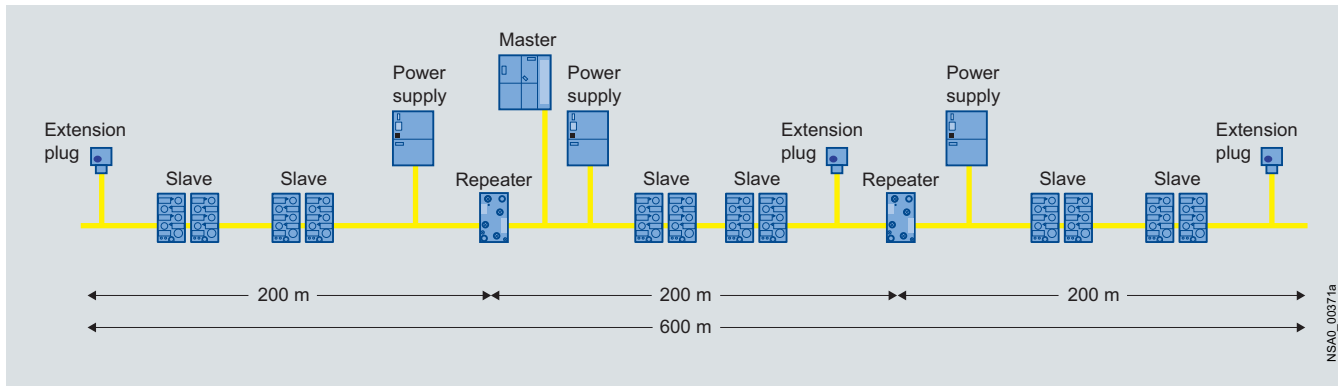 Master
Power
supply
Power
supply
Power
supply
Extension
plug
Extension
plug
Extension
plug
Slave
Slave
Repeater
Slave
Slave
Repeater
Slave
Slave
200 m
200 m
200 m
600 m
NSA0_00371a